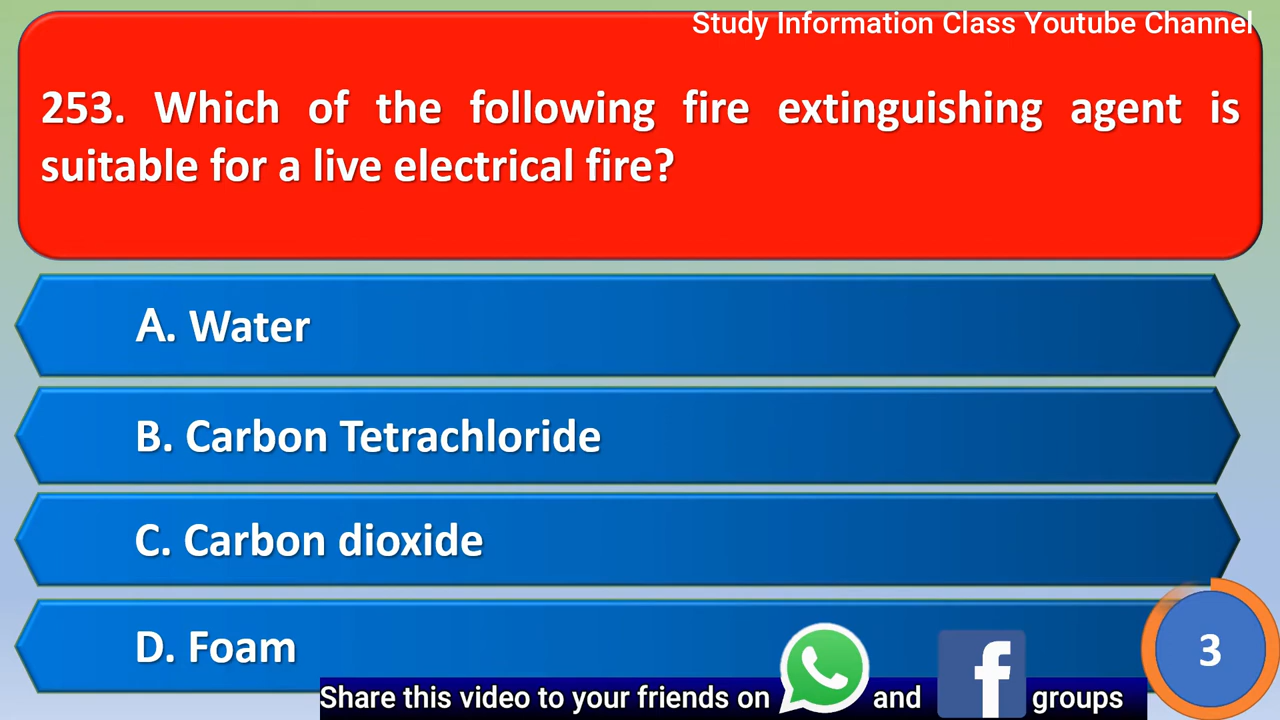 Study Information Class Youtube Channel
253. Which of the following fire extinguishing agent is
suitable for a live electrical fire?
A. Water
B. Carbon Tetrachloride
C. Carbon dioxide
D. Foam
3
Share this video to your friends on and groups